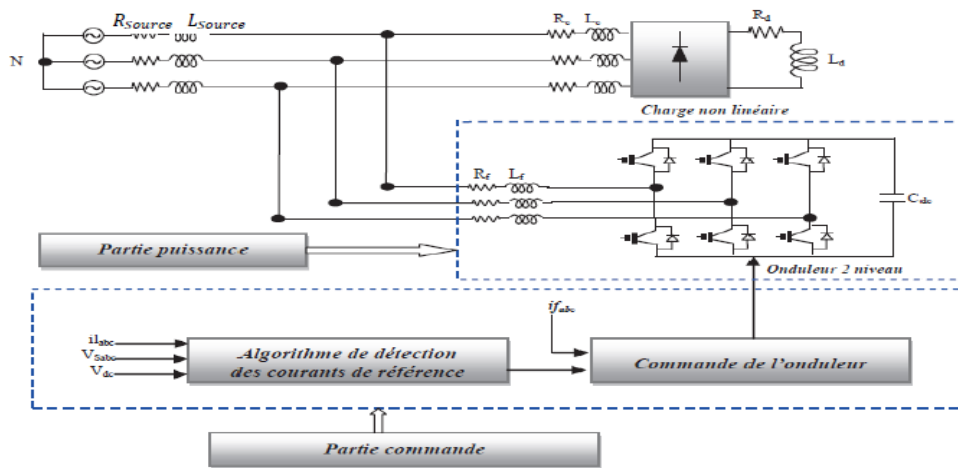 RSource LSource
Rc Lc
Rd
N
Ld
Charge non linéaire
Rf Lf
Cdc
Partie puissance
Onduleur 2 niveau
ilabc
VSabc
Vdc
Algorithme de détection
des courants de référence
ifabc
Commande de l'onduleur
Partie commande